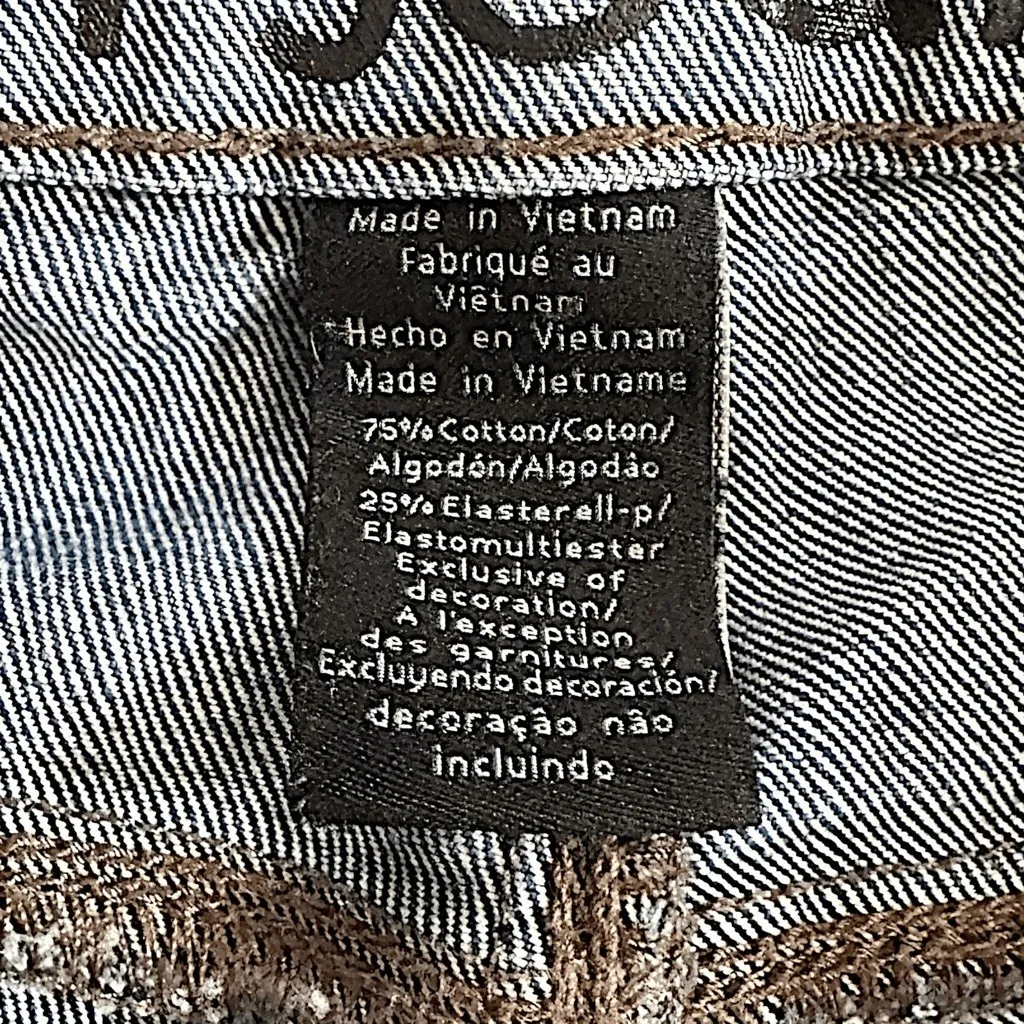 Made in Vietnam
Fabriqué au
Viêtnam
Hecho en Vietnam
Made in Vietname
75% Cotton/Coton/
Algodón/Algodão
25% Elasterell-p/
Elastomultiester
Exclusive of
decoration/
A l'exception
des garnitures/
Excluyendo decoración/
decoração não
incluindo